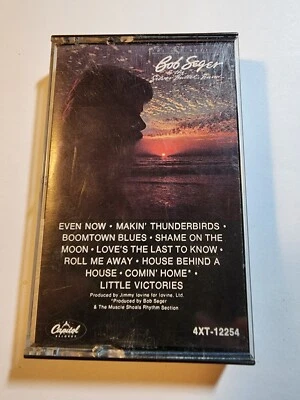 Bob Seger
& the
Silver Bullet Band
EVEN NOW • MAKIN' THUNDERBIRDS •
BOOMTOWN BLUES • SHAME ON THE
MOON • LOVE'S THE LAST TO KNOW •
ROLL ME AWAY • HOUSE BEHIND A
HOUSE • COMIN' HOME* •
LITTLE VICTORIES
Produced by Jimmy Iovine for Iovine, Ltd.
*Produced by Bob Seger
& The Muscle Shoals Rhythm Section
Capitol
RECORDS
4XT-12254